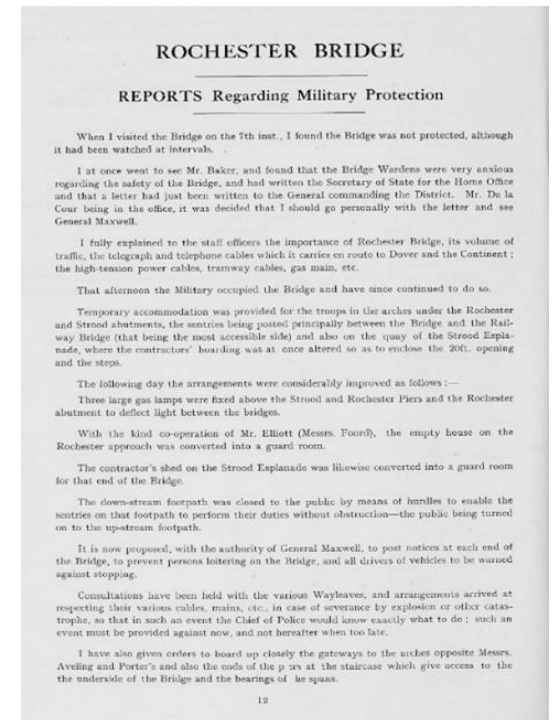 ROCHESTER BRIDGE
REPORTS Regarding Military Protection
When I visited the Bridge on the 7th inst., I found the Bridge was not protected, although
it had been watched at intervals.
I at once went to see Mr. Baker, and found that the Bridge Wardens were very anxious
regarding the safety of the Bridge, and had written the Secretary of State for the Home Office
and that a letter had just been written to the General commanding the District. Mr. De la
Cour being in the office, it was decided that I should go personally with the letter and see
General Maxwell.
I fully explained to the staff officers the importance of Rochester Bridge, its volume of
traffic, the telegraph and telephone cables which it carries en route to Dover and the Continent ;
the high-tension power cables, tramway cables, gas main, etc.
That afternoon the Military occupied the Bridge and have since continued to do so.
Temporary accommodation was provided for the troops in the arches under the Rochester
and Strood abutments, the sentries being posted principally between the Bridge and the Rail-
way Bridge (that being the most accessible side) and also on the quay of the Strood Espla-
nade, where the contractors' hoarding was at once altered so as to enclose the 20ft. opening
and the steps.
The following day the arrangements were considerably improved as follows :—
Three large gas lamps were fixed above the Strood and Rochester Piers and the Rochester
abutment to deflect light between the bridges.
With the kind co-operation of Mr. Elliott (Messrs. Foord), the empty house on the
Rochester approach was converted into a guard room.
The contractor's shed on the Strood Esplanade was likewise converted into a guard room
for that end of the Bridge.
The down-stream footpath was closed to the public by means of hurdles to enable the
sentries on that footpath to perform their duties without obstruction—the public being turned
on to the up-stream footpath.
It is now proposed, with the authority of General Maxwell, to post notices at each end of
the Bridge, to prevent persons loitering on the Bridge, and all drivers of vehicles to be warned
against stopping.
Consultations have been held with the various Wayleaves, and arrangements arrived at
respecting their various cables, mains, etc., in case of severance by explosion or other catas-
trophe, so that in such an event the Chief of Police would know exactly what to do ; such an
event must be provided against now, and not hereafter when too late.
I have also given orders to board up closely the gateways to the arches opposite Messrs.
Aveling and Porter's and also the ends of the p rs at the staircase which give access to the
the underside of the Bridge and the bearings of he spans.
12